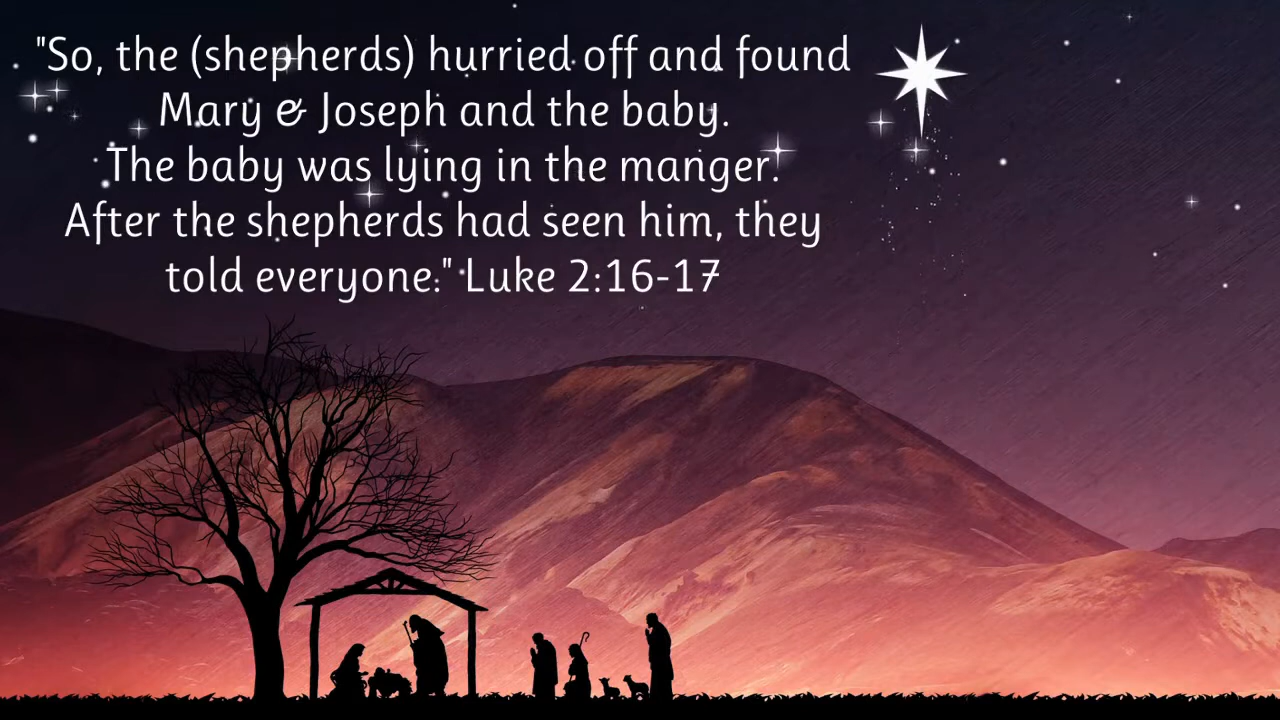 "So, the (shepherds) hurried off and found
Mary & Joseph and the baby.
The baby was lying in the manger.
After the shepherds had seen him, they
told everyone." Luke 2:16-17